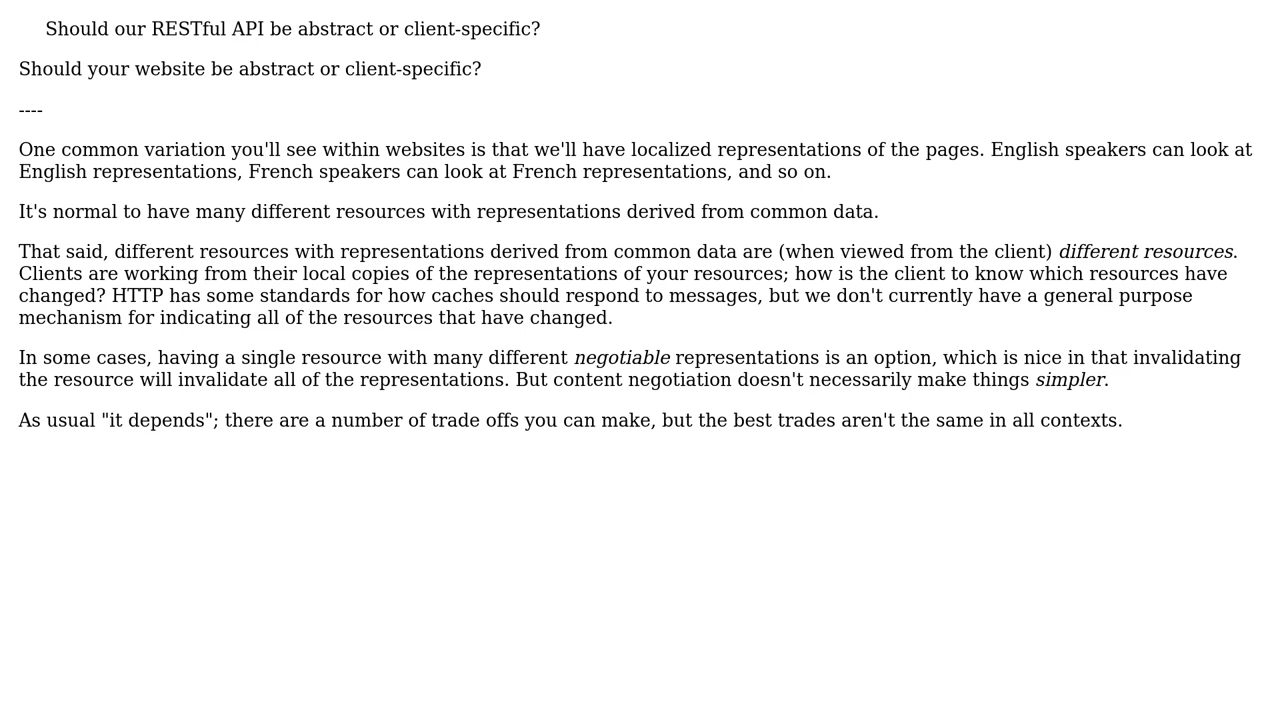 Should our RESTful API be abstract or client-specific?
Should your website be abstract or client-specific?
----
One common variation you'll see within websites is that we'll have localized representations of the pages. English speakers can look at
English representations, French speakers can look at French representations, and so on.
It's normal to have many different resources with representations derived from common data.
That said, different resources with representations derived from common data are (when viewed from the client) different resources.
Clients are working from their local copies of the representations of your resources; how is the client to know which resources have
changed? HTTP has some standards for how caches should respond to messages, but we don't currently have a general purpose
mechanism for indicating all of the resources that have changed.
In some cases, having a single resource with many different negotiable representations is an option, which is nice in that invalidating
the resource will invalidate all of the representations. But content negotiation doesn't necessarily make things simpler.
As usual "it depends"; there are a number of trade offs you can make, but the best trades aren't the same in all contexts.